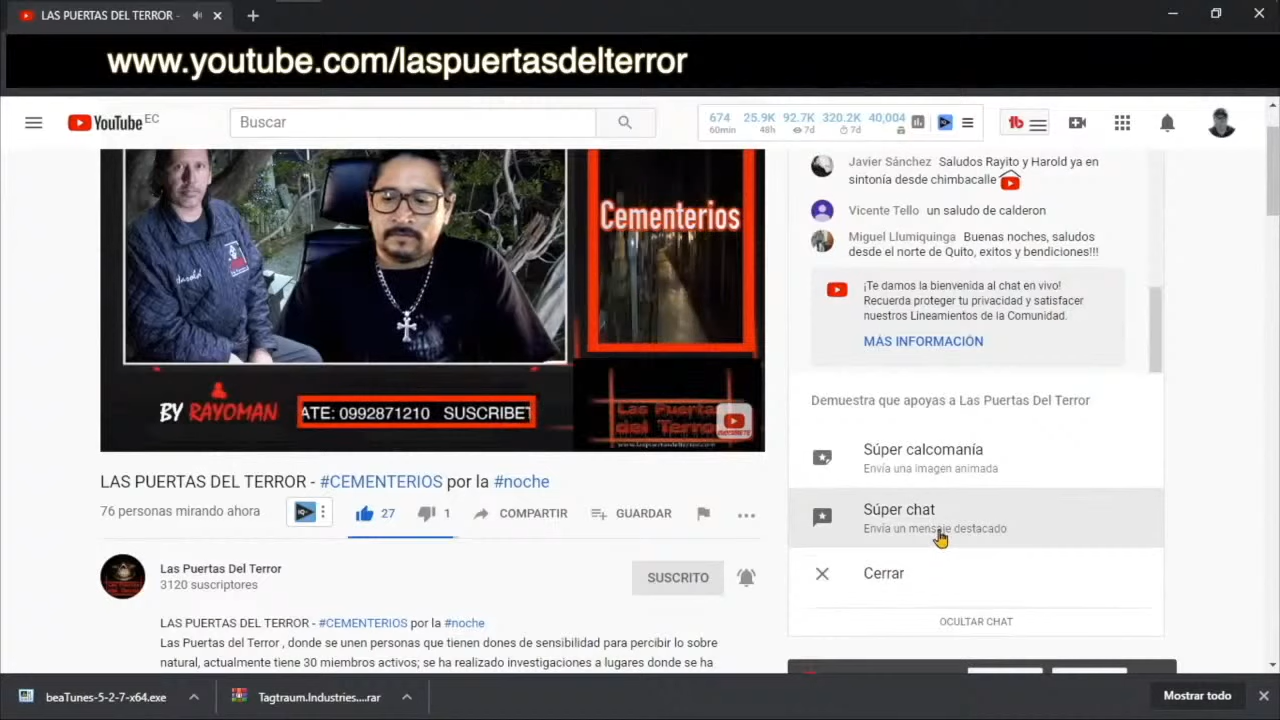 LAS PUERTAS DEL TERROR -
www.youtube.com/laspuertasdelterror
YouTube EC
Buscar
674 25.9K 92.7K 320.2K 40,004
60min 48h 7d 7d
Harold
Cementerios
BY RAYOMAN
ATE: 0992871210 SUSCRIBET
Las Puertas
del Terror
LAS PUERTAS DEL TERROR - #CEMENTERIOS por la #noche
76 personas mirando ahora
27
1
COMPARTIR
GUARDAR
Las Puertas Del Terror
3120 suscriptores
SUSCRITO
LAS PUERTAS DEL TERROR - #CEMENTERIOS por la #noche
Las Puertas del Terror , donde se unen personas que tienen dones de sensibilidad para percibir lo sobre
natural, actualmente tiene 30 miembros activos; se ha realizado investigaciones a lugares donde se ha
Javier Sánchez Saludos Rayito y Harold ya en
sintonía desde chimbacalle
Vicente Tello un saludo de calderon
Miguel Llumiquinga Buenas noches, saludos
desde el norte de Quito, exitos y bendiciones!!!
¡Te damos la bienvenida al chat en vivo!
Recuerda proteger tu privacidad y satisfacer
nuestros Lineamientos de la Comunidad.
MÁS INFORMACIÓN
Demuestra que apoyas a Las Puertas Del Terror
Súper calcomanía
Envía una imagen animada
Súper chat
Envía un mensaje destacado
Cerrar
OCULTAR CHAT
beaTunes-5-2-7-x64.exe
Tagtraum.Industries....rar
Mostrar todo